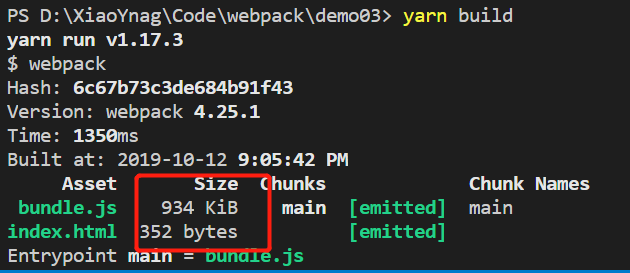 PS D:\XiaoYnag\Code\webpack\demo03> yarn build
yarn run v1.17.3
$ webpack
Hash: 6c67b73c3de684b91f43
Version: webpack 4.25.1
Time: 1350ms
Built at: 2019-10-12 9:05:42 PM
Asset Size Chunks Chunk Names
bundle.js 934 KiB main [emitted] main
index.html 352 bytes [emitted]
Entrypoint main = bundle.js